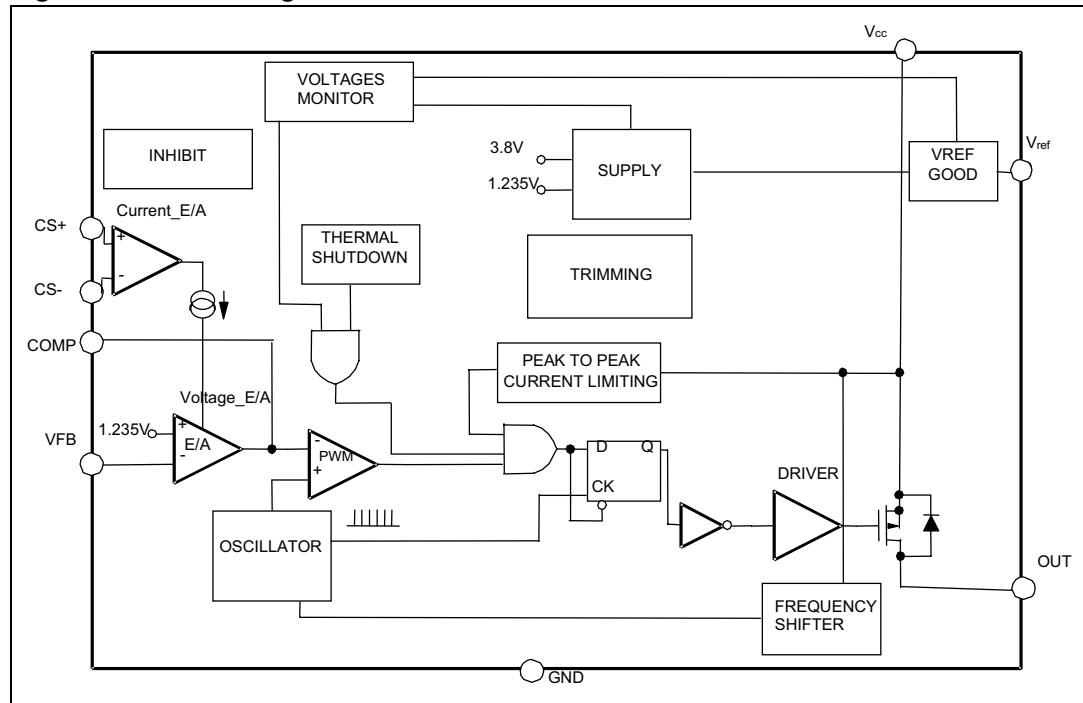 Vcc
VOLTAGES
MONITOR
INHIBIT
3.8V
1.235V
SUPPLY
VREF
GOOD
Vref
Current_E/A
CS+
+
-
CS-
THERMAL
SHUTDOWN
TRIMMING
COMP
PEAK TO PEAK
CURRENT LIMITING
Voltage_E/A
VFB
1.235V
+
E/A
-
-
PWM
+
D
Q
CK
DRIVER
OSCILLATOR
OUT
FREQUENCY
SHIFTER
GND